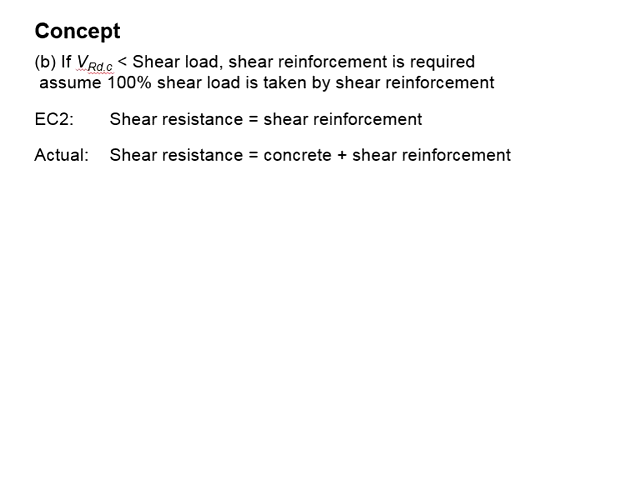 Concept
(b) If VRd.c < Shear load, shear reinforcement is required
assume 100% shear load is taken by shear reinforcement
EC2: Shear resistance = shear reinforcement
Actual: Shear resistance = concrete + shear reinforcement